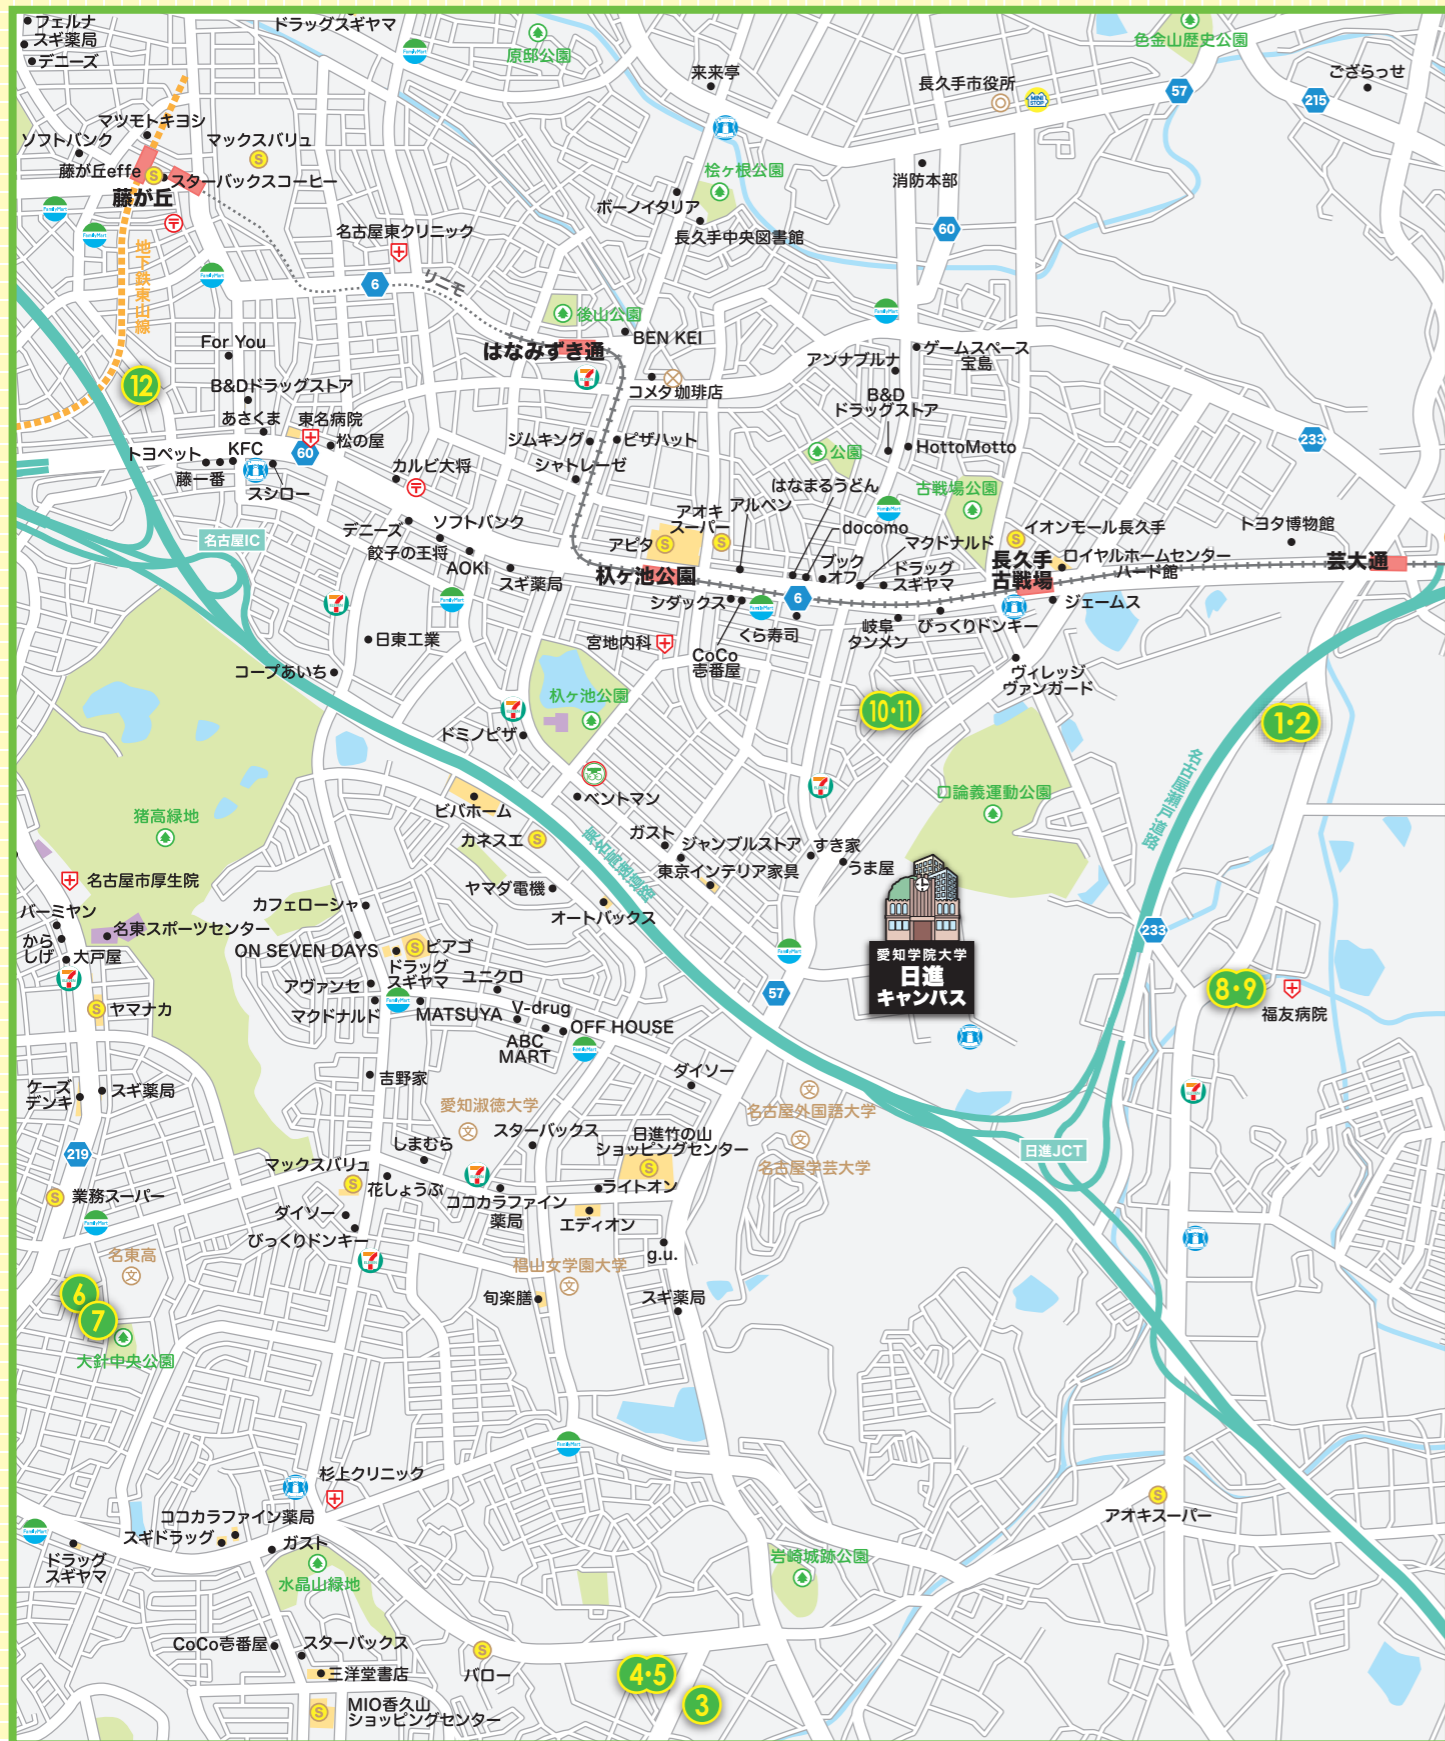 フェルナ
スギ薬局
デニーズ
ドラッグスギヤマ
FamilyMart
原邸公園
来来亭
長久手市役所
MINI
STOP
色金山歴史公園
57
ござらっせ
215
マツモトキヨシ
ソフトバンク
マックスバリュ
S
藤が丘effe
S
スターバックスコーヒー
藤が丘
FamilyMart
FamilyMart
桧ヶ根公園
消防本部
ボーノイタリア
長久手中央図書館
60
名古屋東クリニック
地下鉄東山線
FamilyMart
6
リニモ
後山公園
FamilyMart
BEN KEI
はなみずき通
For You
ゲームスペース
宝島
アンナプルナ
12
B&Dドラッグストア
コメタ珈琲店
B&D
ドラッグストア
あさくま
東名病院
松の屋
60
ジムキング
ピザハット
HottoMotto
233
公園
トヨペット
KFC
藤一番
スシロー
カルビ大将
シャトレーゼ
はなまるうどん
古戦場公園
アルペン
デニーズ
ソフトバンク
アオキ
スーパー
S
FamilyMart
docomo
S
イオンモール長久手
トヨタ博物館
名古屋IC
餃子の王将
アピタ
S
マクドナルド
AOKI
ブック
オフ
ドラッグ
スギヤマ
長久手
古戦場
ロイヤルホームセンター
ハード館
芸大通
スギ薬局
杁ヶ池公園
FamilyMart
シダックス
FamilyMart
6
くら寿司
岐阜
タンメン
びっくりドンキー
ジェームス
日東工業
宮地内科
CoCo
壱番屋
コープあいち
ヴィレッジ
ヴァンガード
杁ヶ池公園
10・11
1・2
ドミノピザ
名古屋瀬戸道路
ベントマン
口論義運動公園
ビバホーム
猪高緑地
カネスエ
S
ガスト
ジャンブルストア
すき家
東京インテリア家具
うま屋
名古屋市厚生院
ヤマダ電機
オートバックス
カフェローシャ
バーミヤン
から
しげ
名東スポーツセンター
大戸屋
ON SEVEN DAYS
S
ピアゴ
ドラッグ
スギヤマ
ユニクロ
アヴァンセ
FamilyMart
愛知学院大学
日進
キャンパス
233
FamilyMart
57
8・9
福友病院
S
ヤマナカ
マクドナルド
MATSUYA
V-drug
OFF HOUSE
ABC
MART
FamilyMart
吉野家
ダイソー
ケーズ
デンキ
スギ薬局
愛知淑徳大学
文
名古屋外国語大学
文
スターバックス
日進竹の山
ショッピングセンター
S
名古屋学芸大学
文
日進JCT
219
しまむら
マックスバリュ
S
花しょうぶ
ココカラファイン
薬局
ライトオン
エディオン
S
業務スーパー
FamilyMart
ダイソー
びっくりドンキー
g.u.
名東高
文
椙山女学園大学
文
旬楽膳
スギ薬局
6
7
大針中央公園
FamilyMart
杉上クリニック
ココカラファイン薬局
スギドラッグ
ガスト
FamilyMart
ドラッグ
スギヤマ
水晶山緑地
S
アオキスーパー
岩崎城跡公園
CoCo壱番屋
スターバックス
S
バロー
三洋堂書店
4・5
3
S
MIO香久山
ショッピングセンター